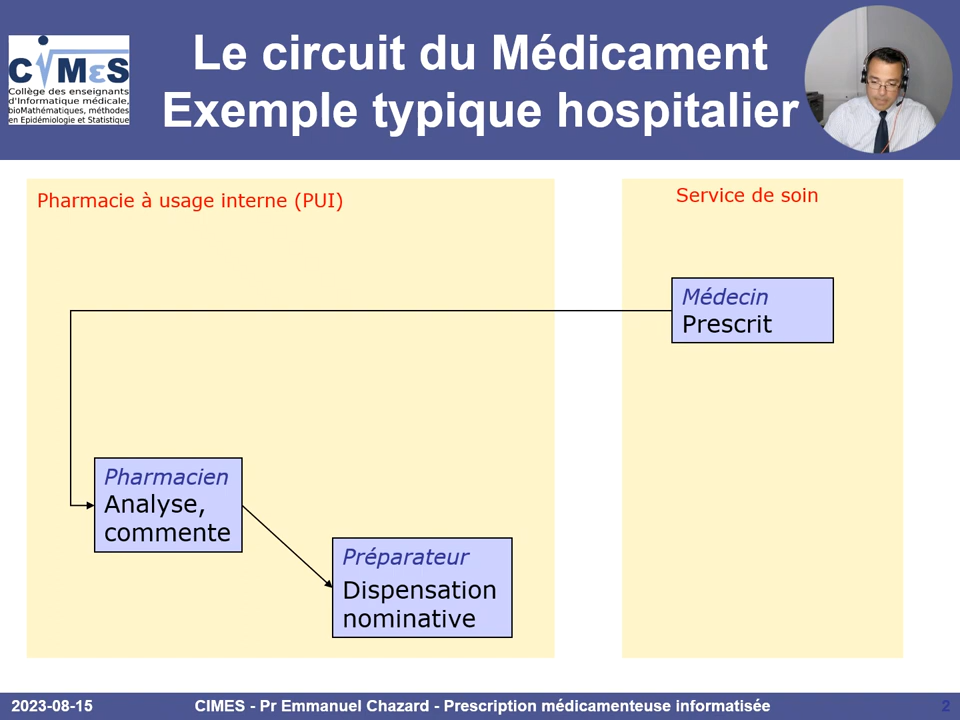 Le circuit du Médicament
Exemple typique hospitalier
CIMεS
Collège des enseignants
d'Informatique médicale,
bioMathématiques, méthodes
en Epidémiologie et Statistique
Pharmacie à usage interne (PUI)
Service de soin
Médecin
Prescrit
Pharmacien
Analyse,
commente
Préparateur
Dispensation
nominative
2023-08-15
CIMES - Pr Emmanuel Chazard - Prescription médicamenteuse informatisée
2